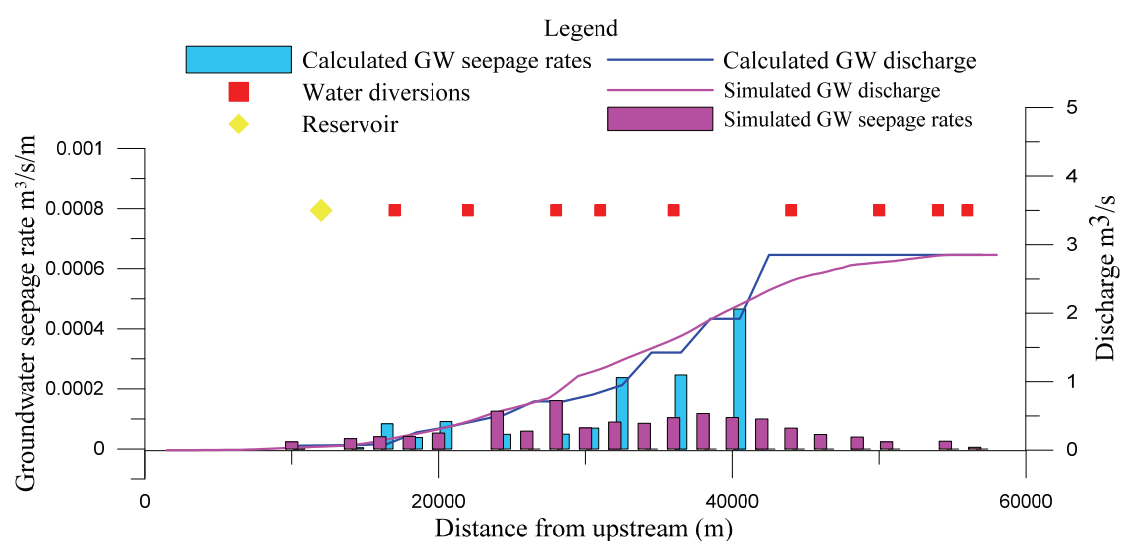 Legend
Calculated GW seepage rates
Calculated GW discharge
Water diversions
Simulated GW discharge
Reservoir
Simulated GW seepage rates
Groundwater seepage rate m³/s/m
0.001
0.0008
0.0006
0.0004
0.0002
0
5
4
3
2
1
0
Discharge m³/s
0
20000
40000
60000
Distance from upstream (m)